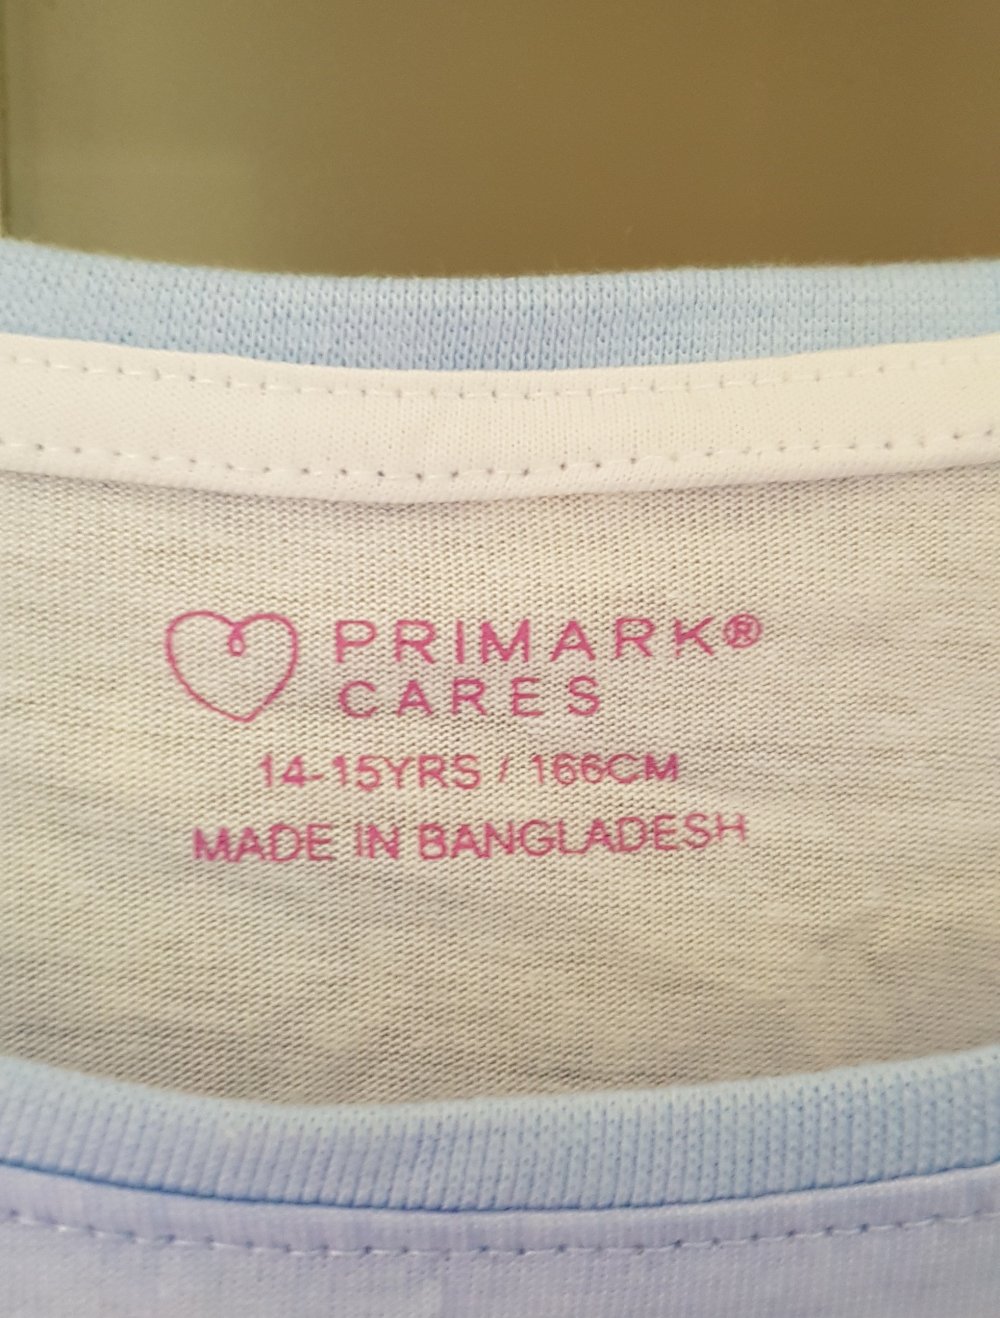 PRIMARK®
CARES
14-15YRS / 166CM
MADE IN BANGLADESH